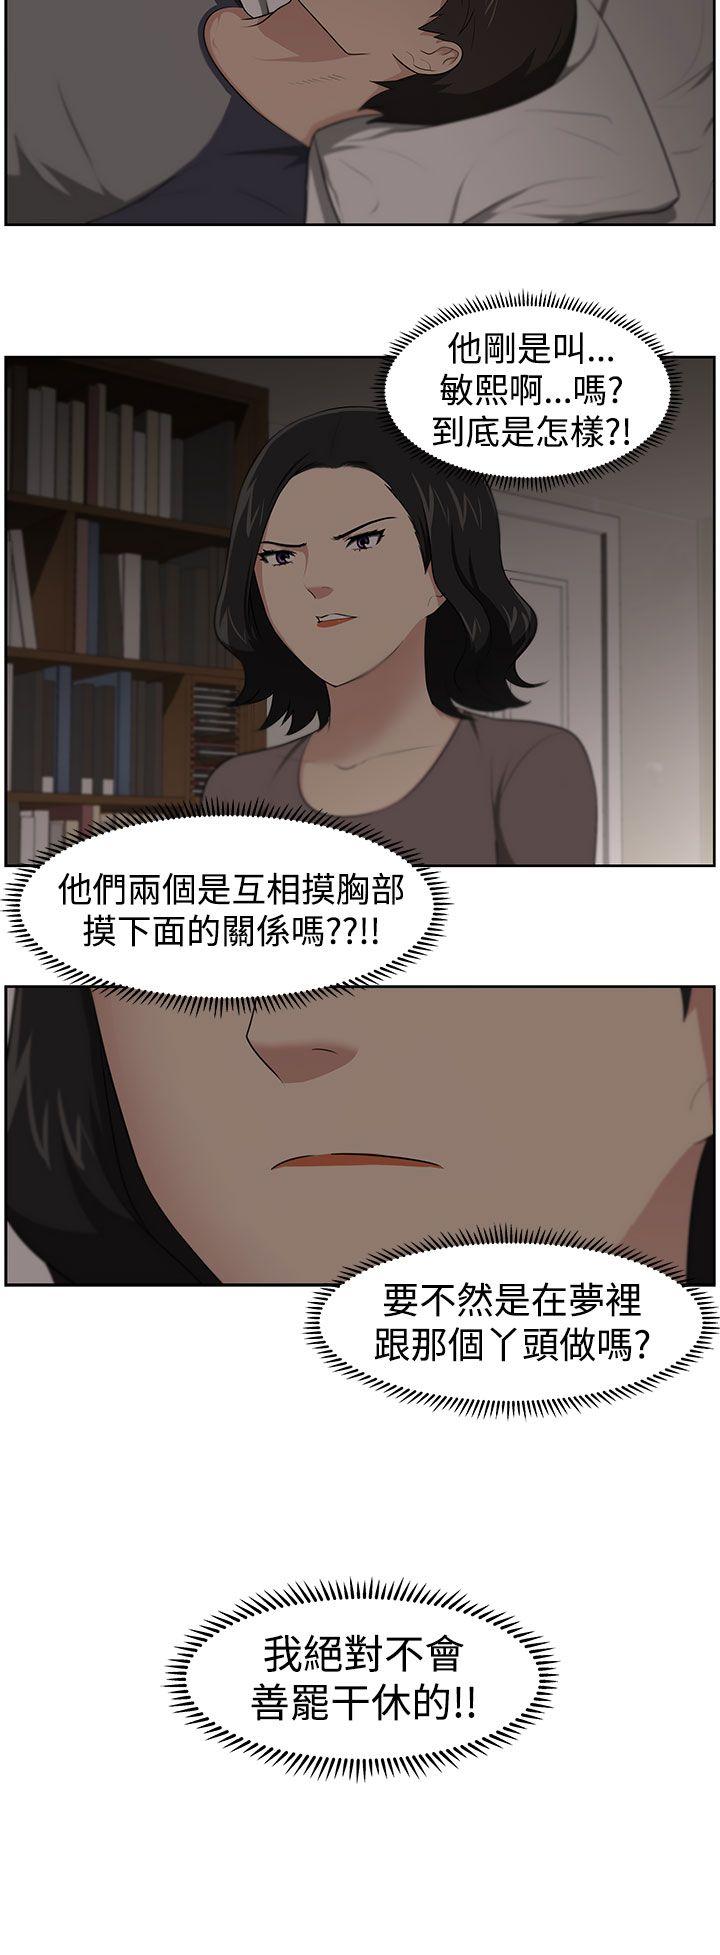 他剛是叫...
敏熙啊...嗎?
到底是怎樣?!
他們兩個是互相摸胸部
摸下面的關係嗎??!!
要不然是在夢裡
跟那個丫頭做嗎?
我絕對不會
善罷干休的!!